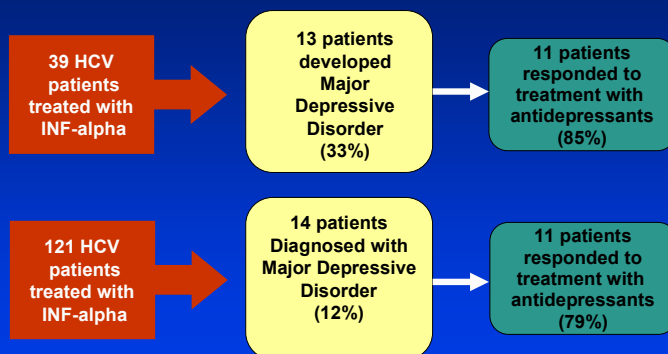 39 HCV
patients
treated with
INF-alpha
13 patients
developed
Major
Depressive
Disorder
(33%)
11 patients
responded to
treatment with
antidepressants
(85%)
121 HCV
patients
treated with
INF-alpha
14 patients
Diagnosed with
Major Depressive
Disorder
(12%)
11 patients
responded to
treatment with
antidepressants
(79%)